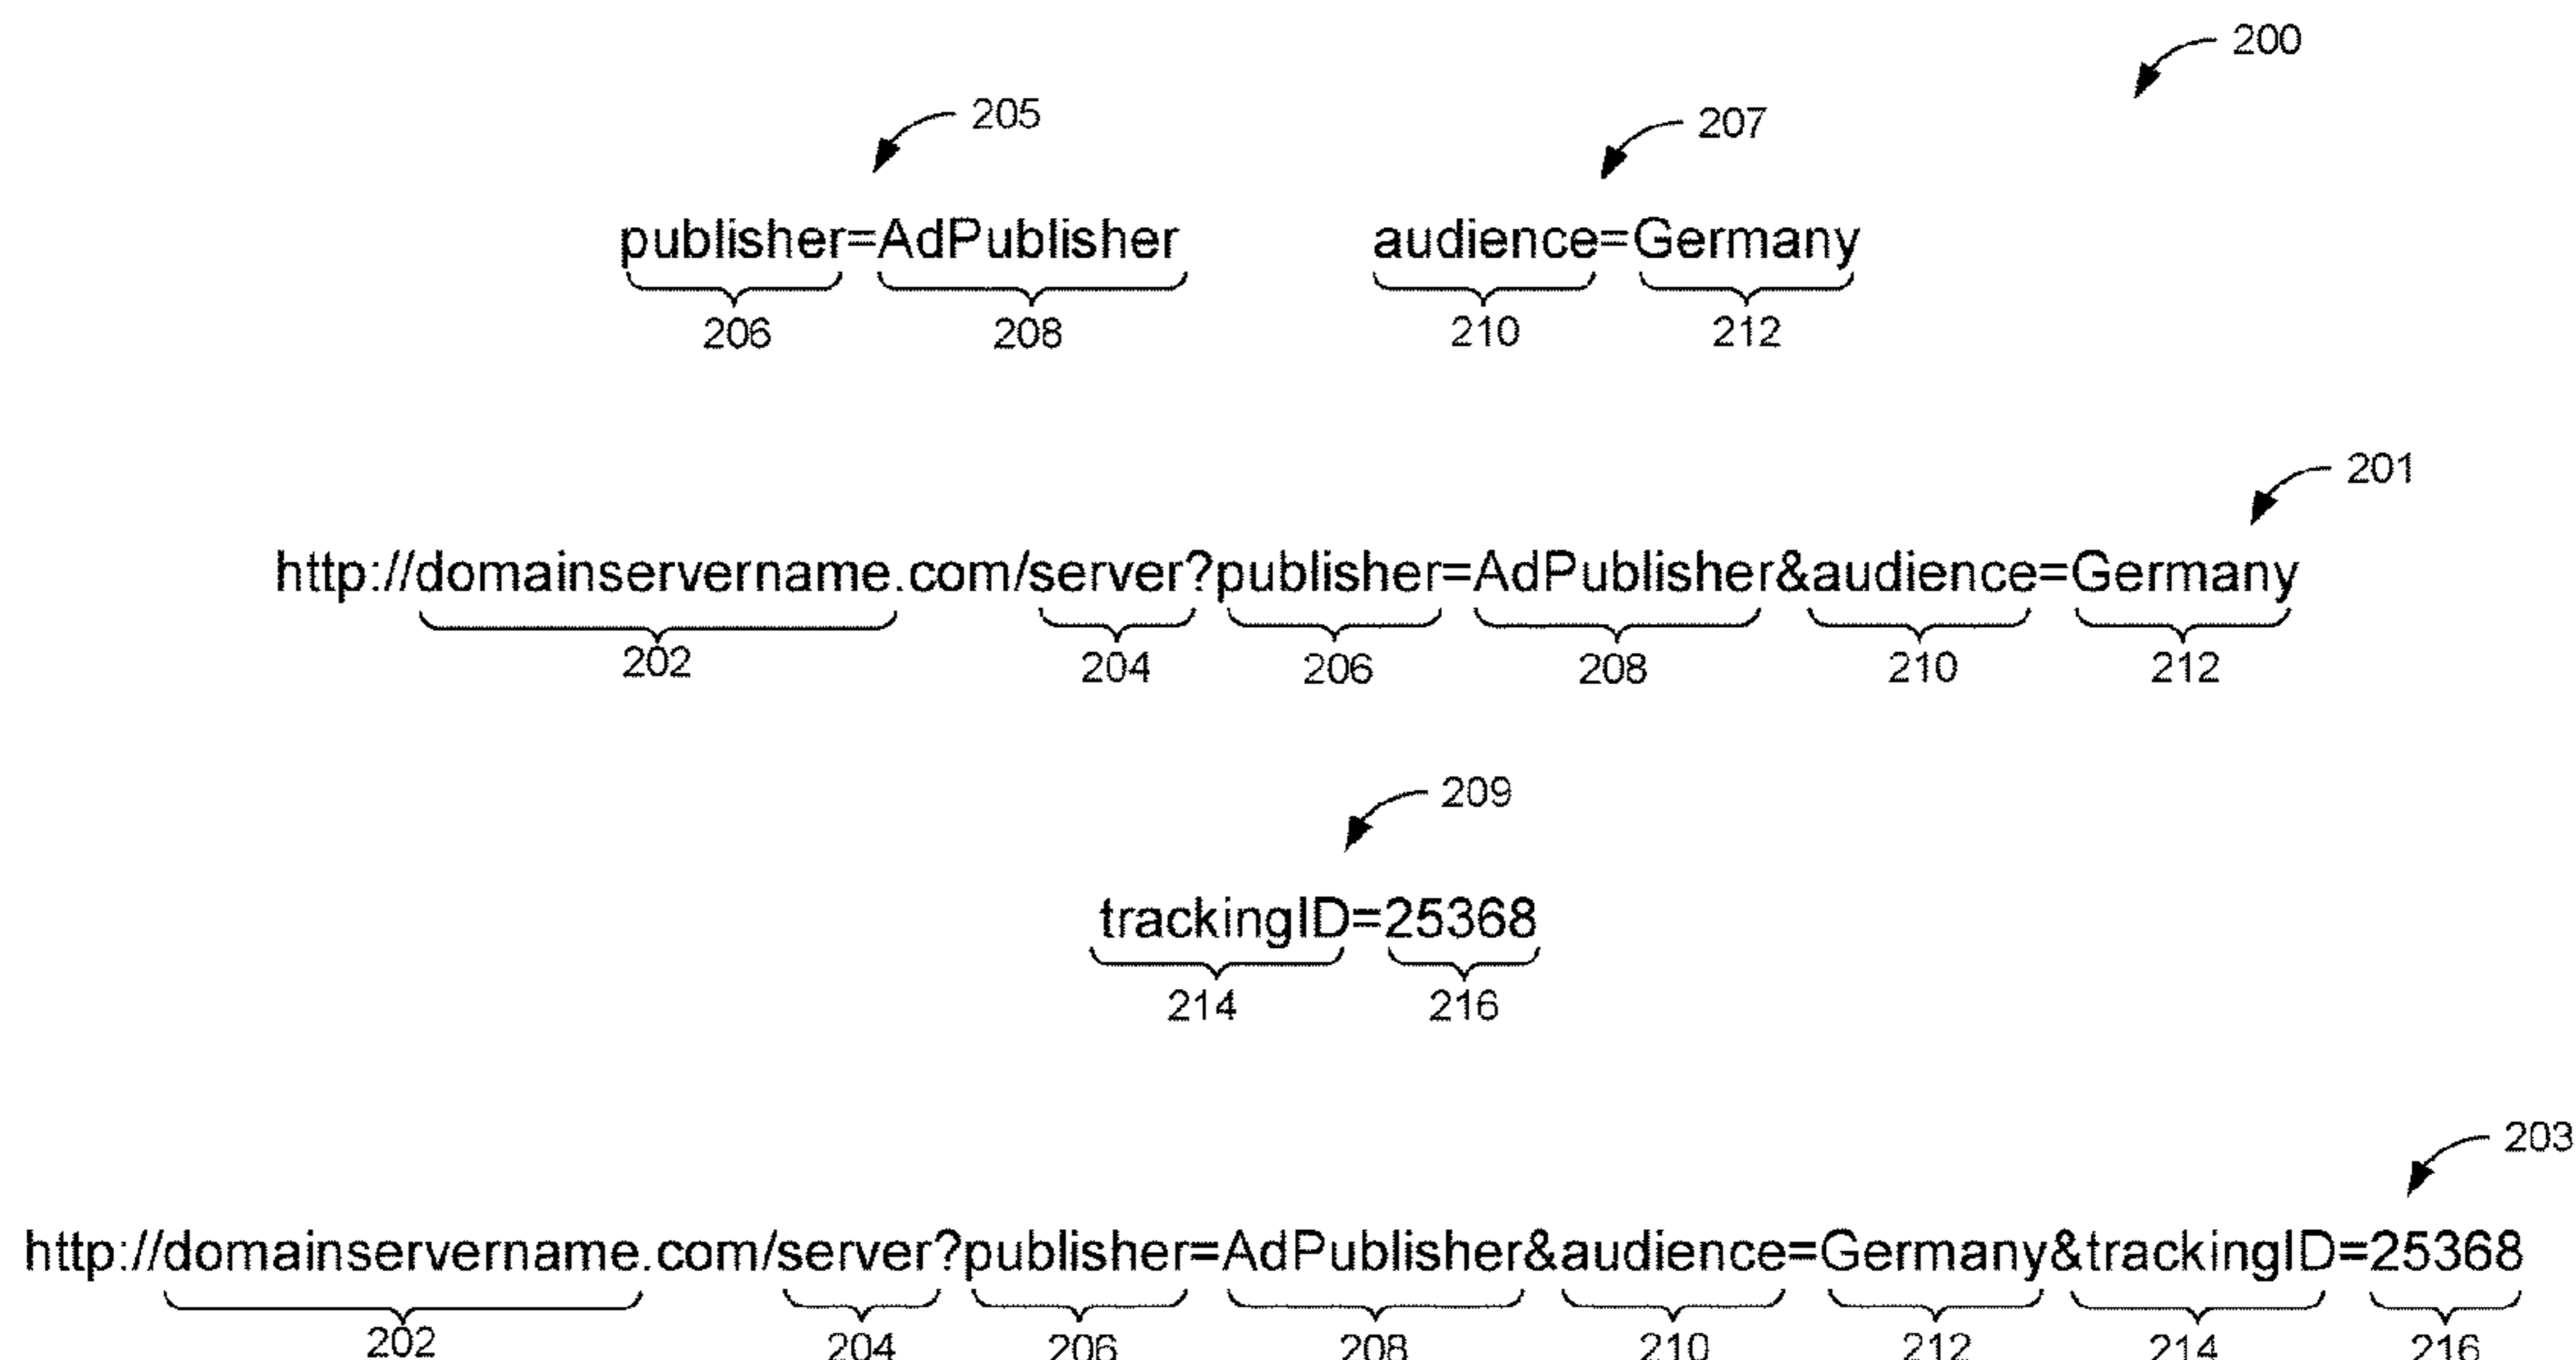 200
205
207
publisher=AdPublisher audience=Germany
206 208 210 212
201
http://domainservername.com/server?publisher=AdPublisher&audience=Germany
202 204 206 208 210 212
209
trackingID=25368
214 216
203
http://domainservername.com/server?publisher=AdPublisher&audience=Germany&trackingID=25368
202 204 206 208 210 212 214 216